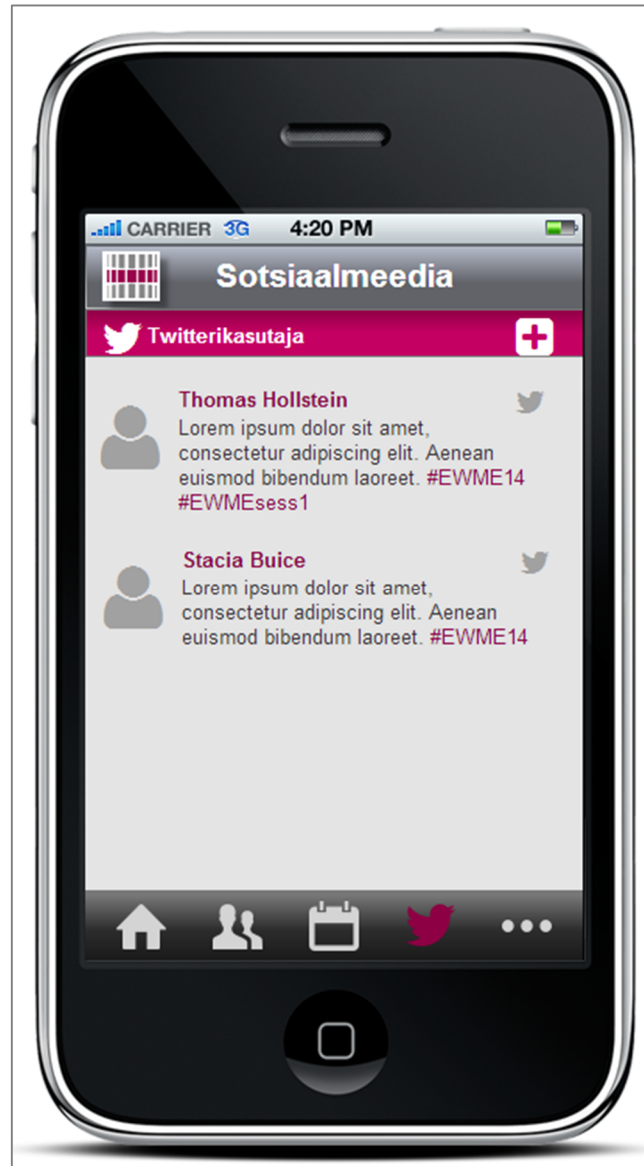 CARRIER 3G 4:20 PM
Sotsiaalmeedia
Twitterikasutaja
Thomas Hollstein
Lorem ipsum dolor sit amet,
consectetur adipiscing elit. Aenean
euismod bibendum laoreet. #EWME14
#EWMEsess1
Stacia Buice
Lorem ipsum dolor sit amet,
consectetur adipiscing elit. Aenean
euismod bibendum laoreet. #EWME14